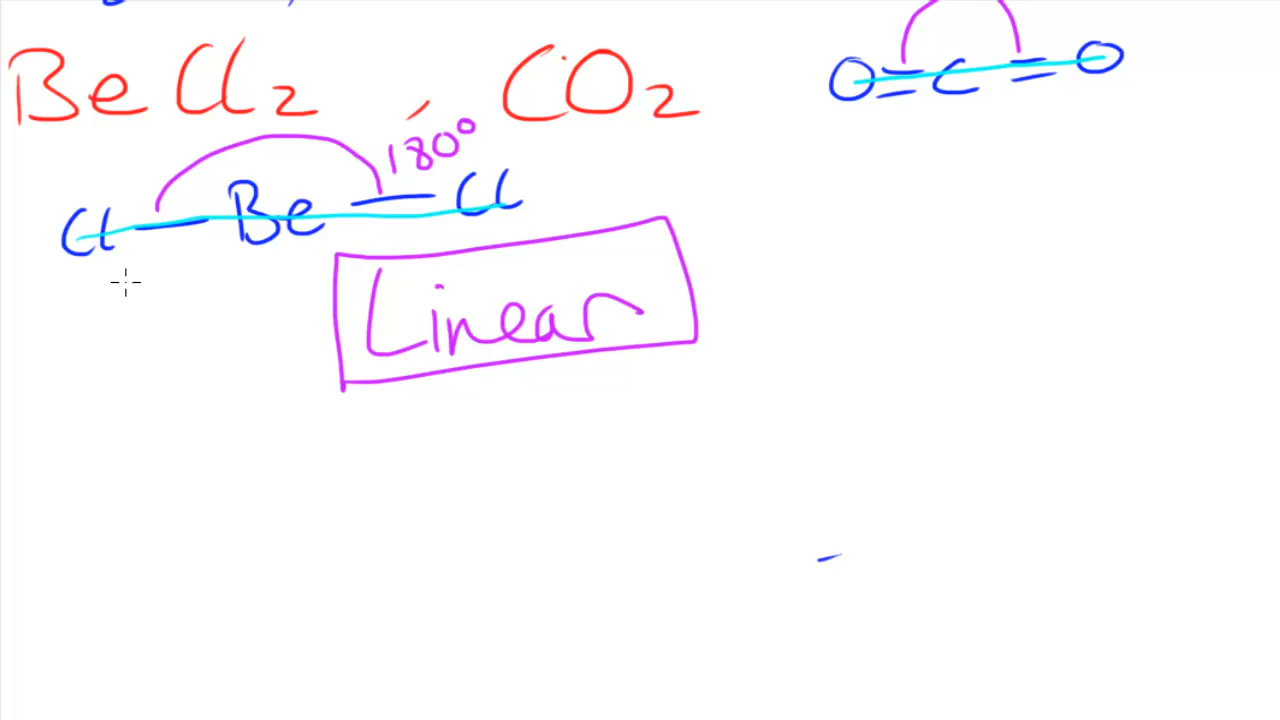 BeCl2, CO2
O=C=O
180°
Cl—Be—Cl
Linear